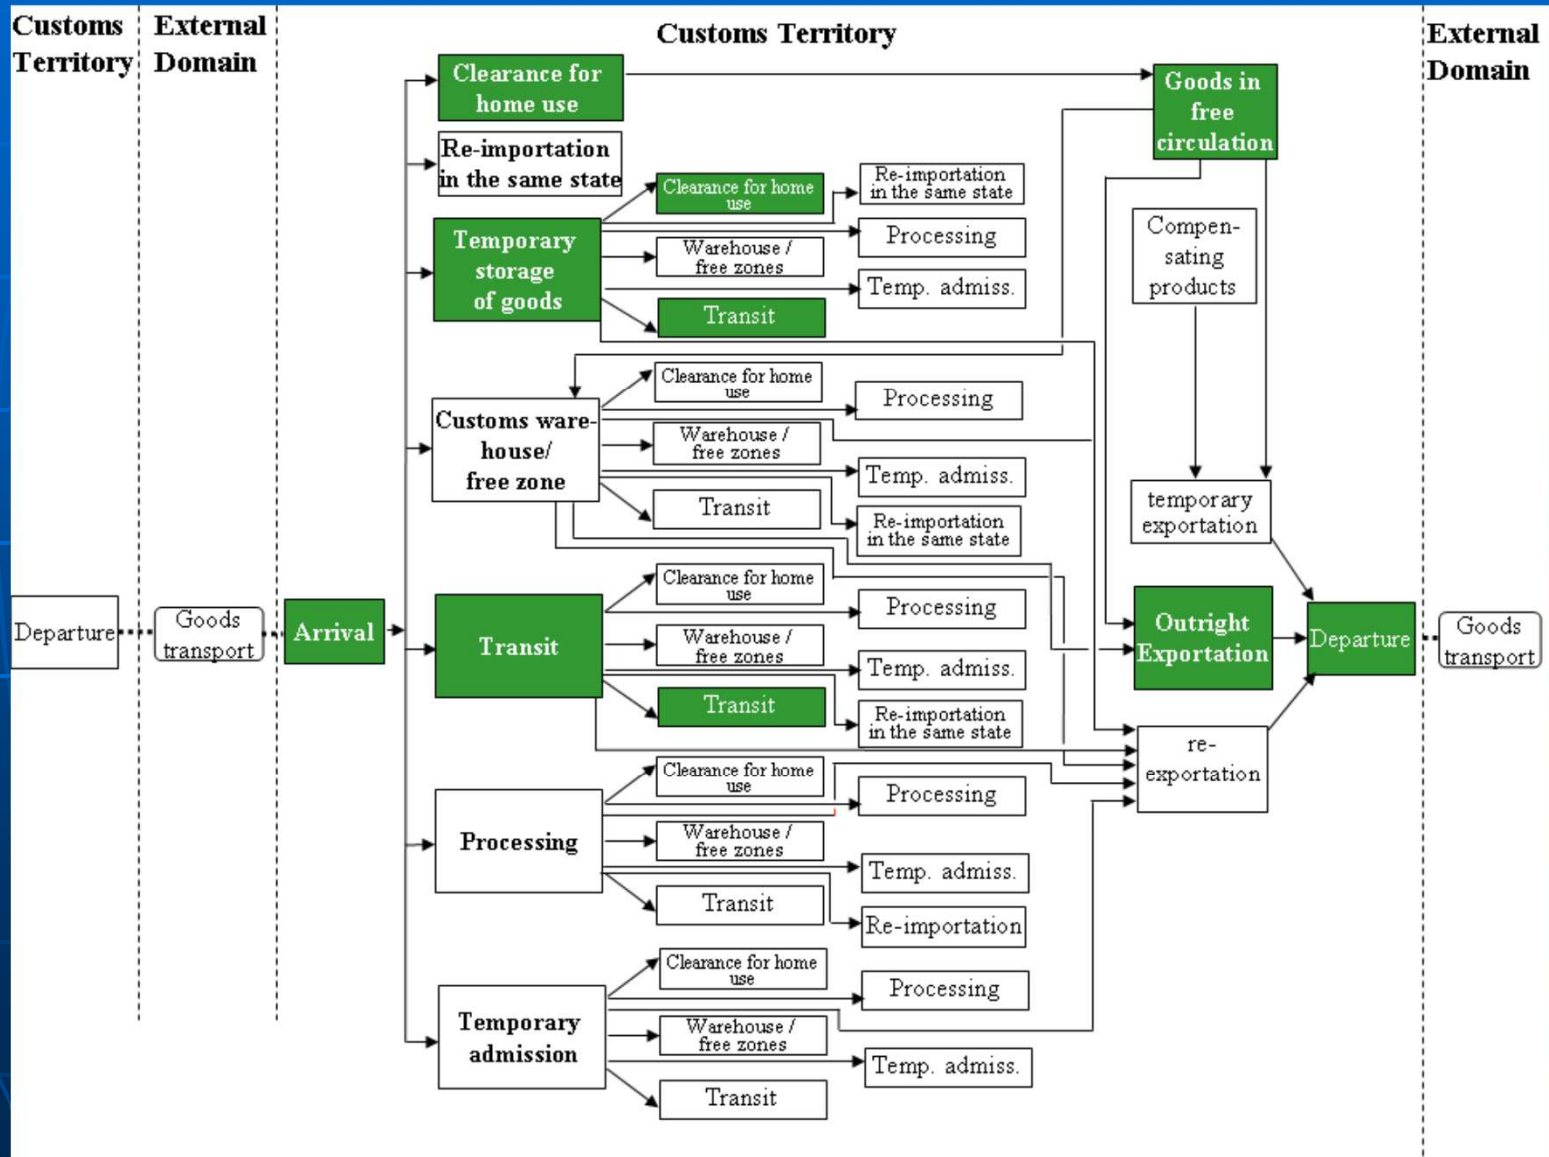 Customs
Territory
External
Domain
Customs Territory
External
Domain
Clearance for
home use
Goods in
free
circulation
Re-importation
in the same state
Clearance for home
use
Re-importation
in the same state
Temporary
storage
of goods
Processing
Warehouse /
free zones
Temp. admiss.
Transit
Compen-
sating
products
Clearance for home
use
Processing
Customs ware-
house/
free zone
Warehouse /
free zones
Temp. admiss.
Transit
Re-importation
in the same state
temporary
exportation
Clearance for home
use
Processing
Departure
Goods
transport
Arrival
Transit
Warehouse /
free zones
Temp. admiss.
Transit
Re-importation
in the same state
Outright
Exportation
Departure
Goods
transport
re-
exportation
Clearance for home
use
Processing
Processing
Warehouse /
free zones
Temp. admiss.
Transit
Re-importation
Clearance for home
use
Processing
Temporary
admission
Warehouse /
free zones
Temp. admiss.
Transit